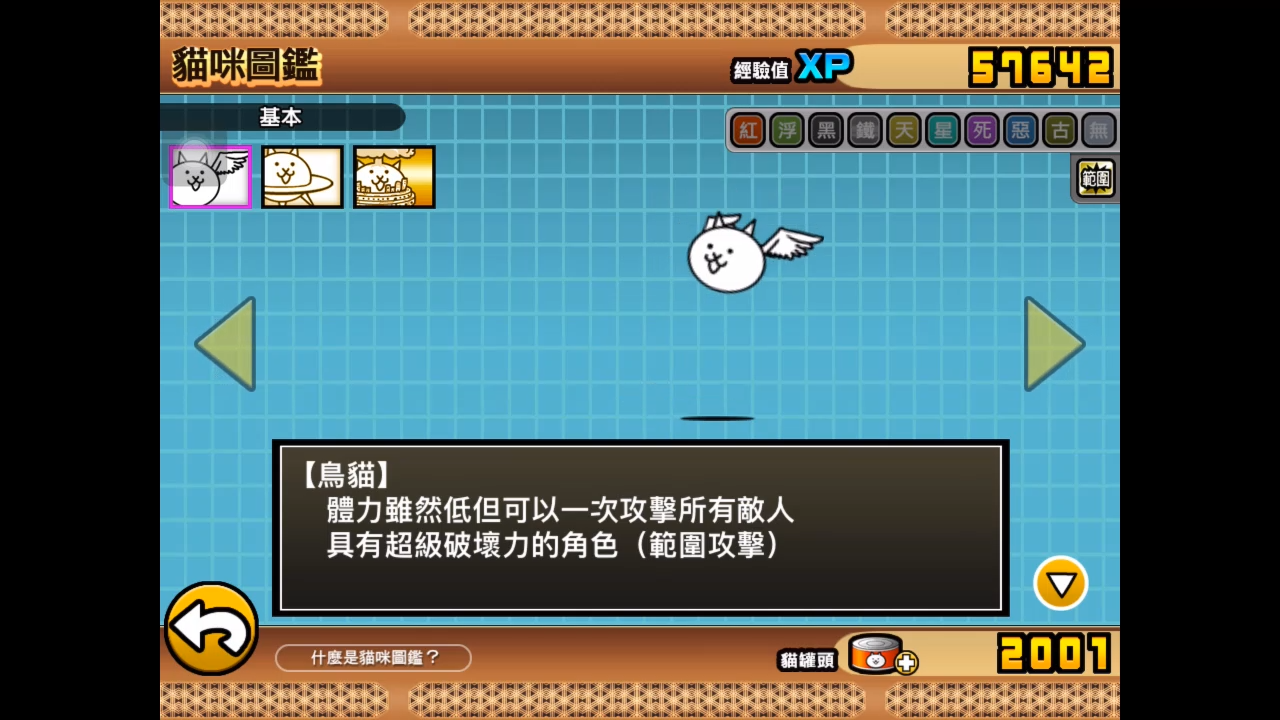 貓咪圖鑑
經驗值 XP 57642
基本
紅 浮 黑 鐵 天 星 死 惡 古 無
範圍
【鳥貓】
體力雖然低但可以一次攻擊所有敵人
具有超級破壞力的角色（範圍攻擊）
什麼是貓咪圖鑑？
貓罐頭 2001